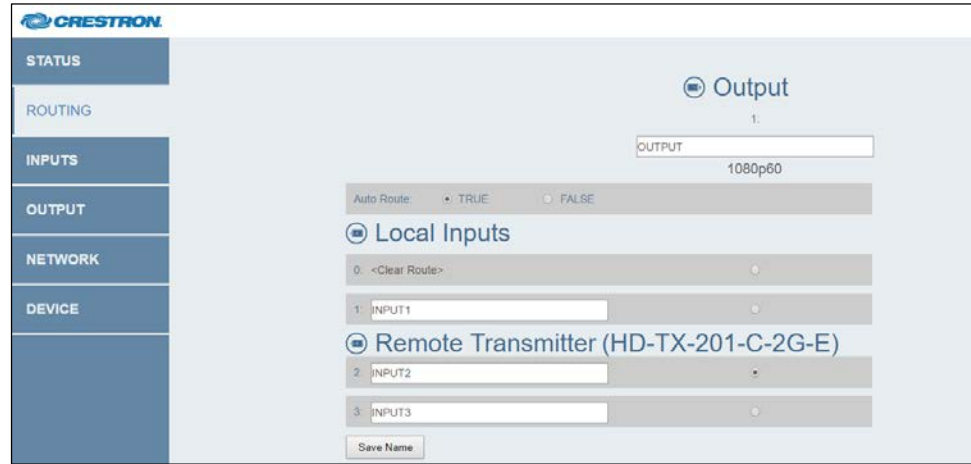 CRESTRON.
STATUS
ROUTING
INPUTS
OUTPUT
NETWORK
DEVICE
Output
1.
OUTPUT
1080p60
Auto Route: TRUE FALSE
Local Inputs
0. <Clear Route>
1. INPUT1
Remote Transmitter (HD-TX-201-C-2G-E)
2. INPUT2
3. INPUT3
Save Name